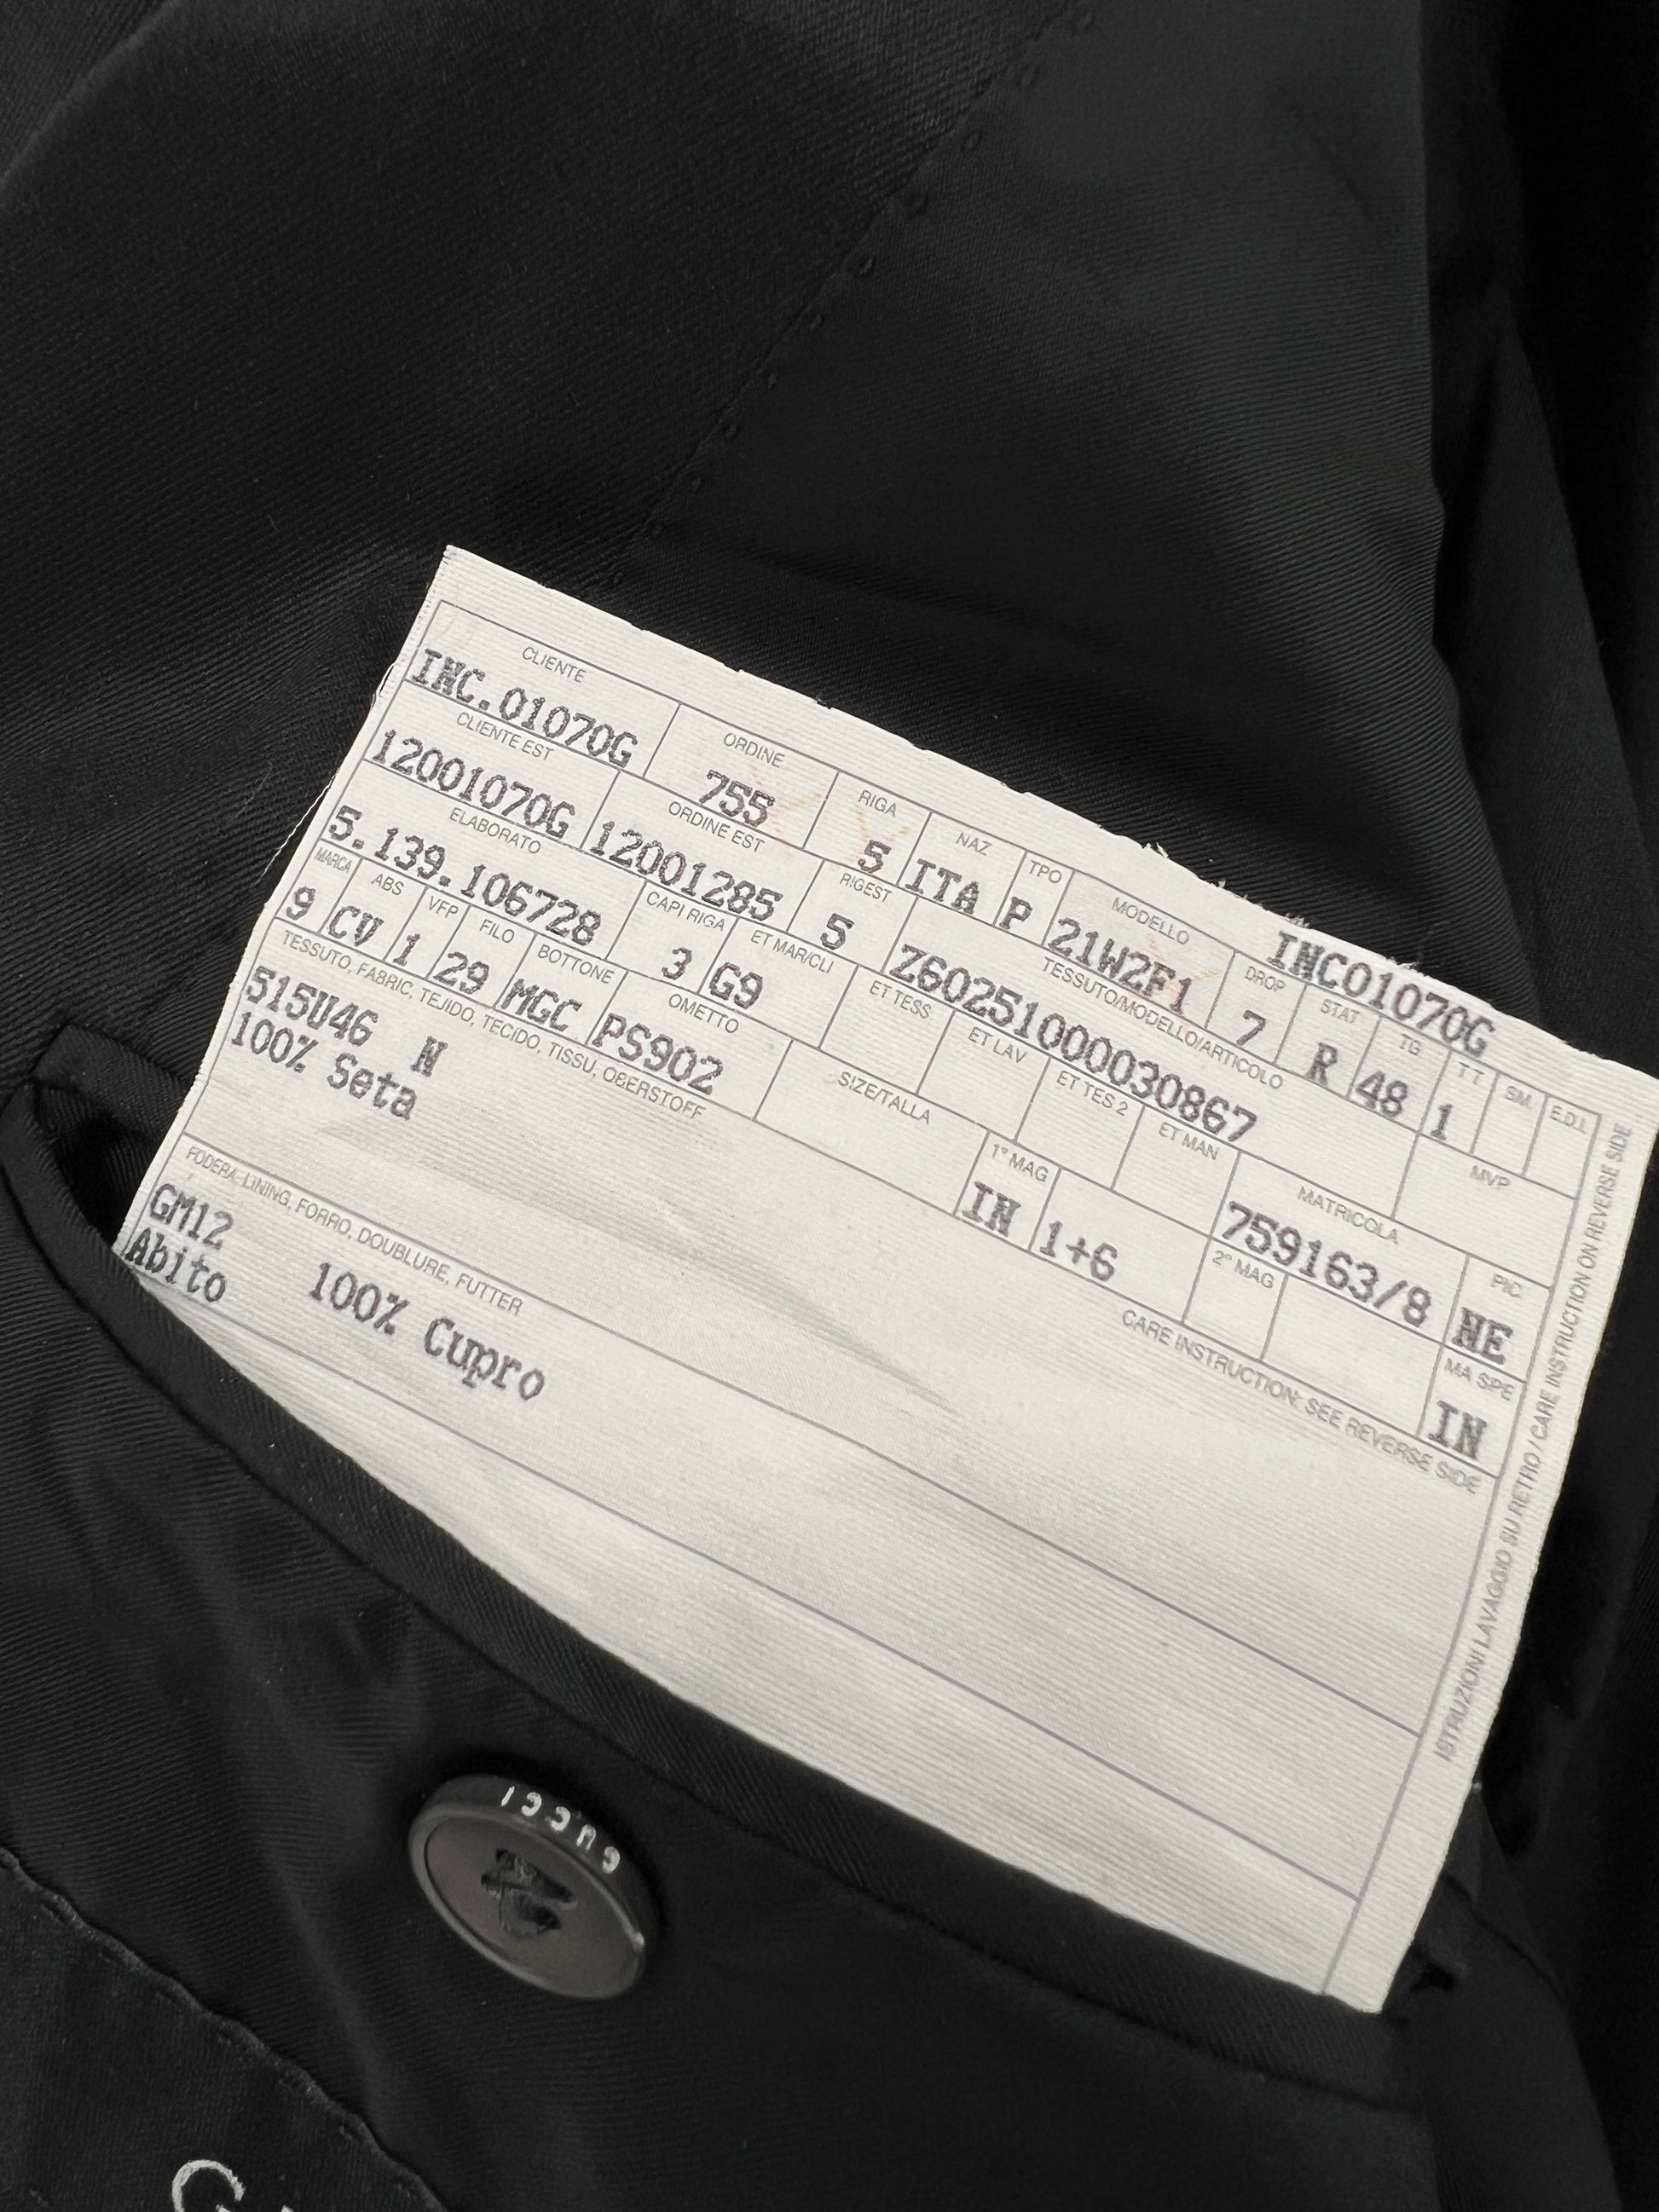 INC01070G
CLIENTE ORDINE RIGA NAZ TPO MODELLO DROP STAT TG TT SM. E.D.I.
INC.01070G 755 5 ITA P 21W2F1 7 R 48 1
CLIENTE EST ORDINE EST RIGEST TESSUTO/MODELLO/ARTICOLO MVP
12001070G 12001285 5 Z60251000030867
ELABORATO CAPI RIGA ET MAR/CLI ET TESS ET LAV ET TES 2 ET MAN MATRICOLA PIC
5.139.106728 3 G9 759163/8 NE
MARCA ABS VFP FILO BOTTONE OMETTO SIZE/TALLA 1° MAG 2° MAG MA SPE
9 CV 1 29 MGC PS902 IN 1+6 IN
TESSUTO, FABRIC, TEJIDO, TECIDO, TISSU, OBERSTOFF CARE INSTRUCTION: SEE REVERSE SIDE
515U46 N
100% Seta
FODERA, LINING, FORRO, DOUBLURE, FUTTER
GM12 100% Cupro
Abito
ISTRUZIONI LAVAGGIO SU RETRO / CARE INSTRUCTION ON REVERSE SIDE
GUCCI